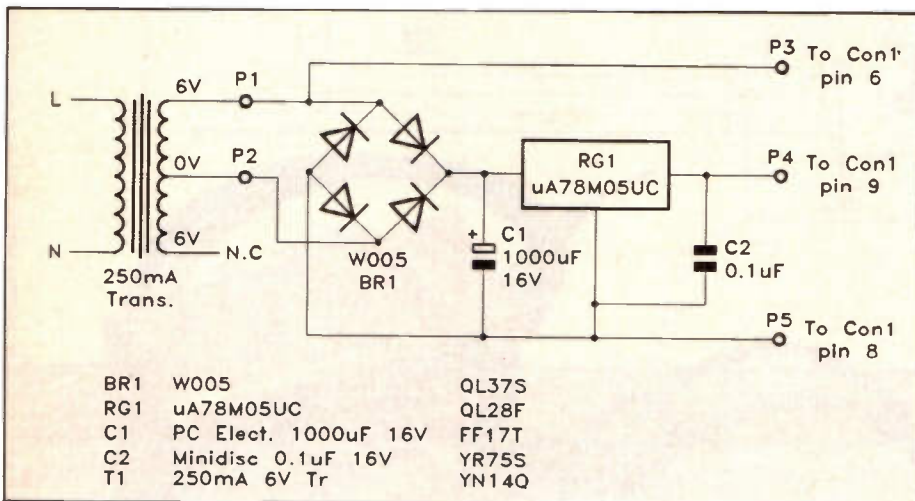 L
N
6V
0V
6V
P1
P2
N.C
250mA
Trans.
W005
BR1
+
C1
1000uF
16V
RG1
uA78M05UC
C2
0.1uF
P3
To Con1
pin 6
P4
To Con1
pin 9
P5
To Con1
pin 8
BR1 W005 QL37S
RG1 uA78M05UC QL28F
C1 PC Elect. 1000uF 16V FF17T
C2 Minidisc 0.1uF 16V YR75S
T1 250mA 6V Tr YN14Q